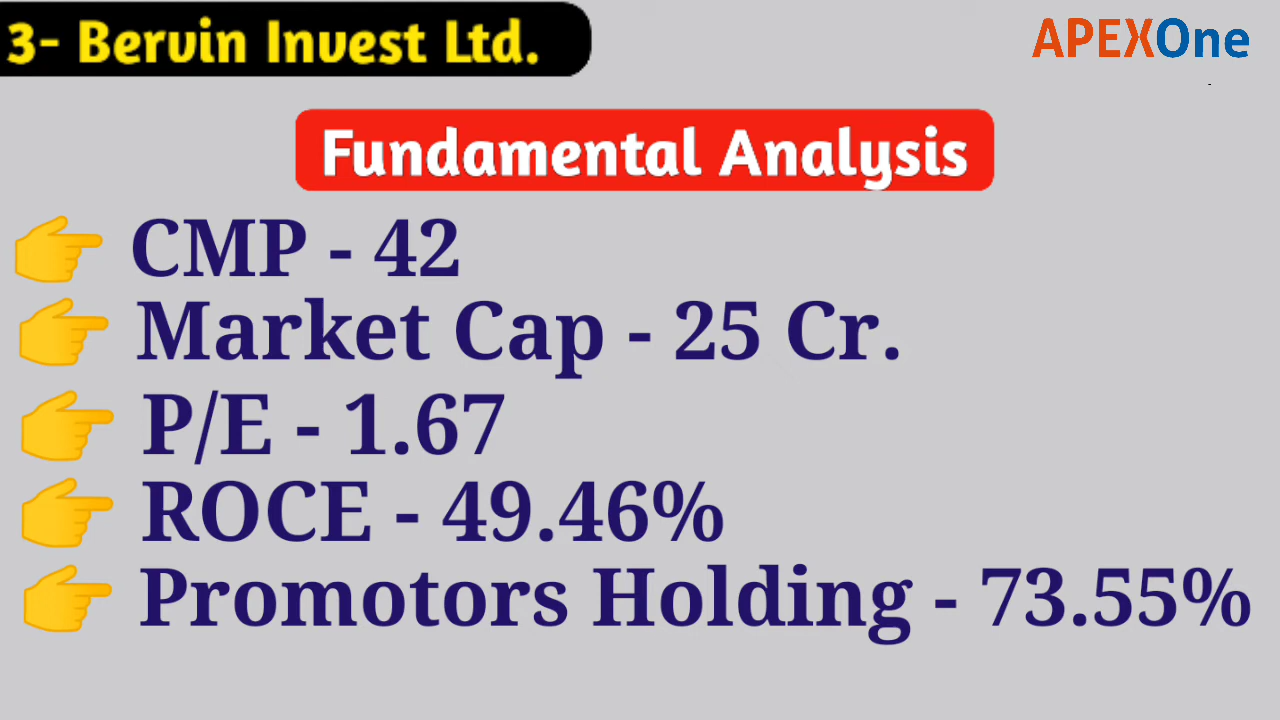 3- Bervin Invest Ltd.
APEXOne
Fundamental Analysis
CMP - 42
Market Cap - 25 Cr.
P/E - 1.67
ROCE - 49.46%
Promotors Holding - 73.55%